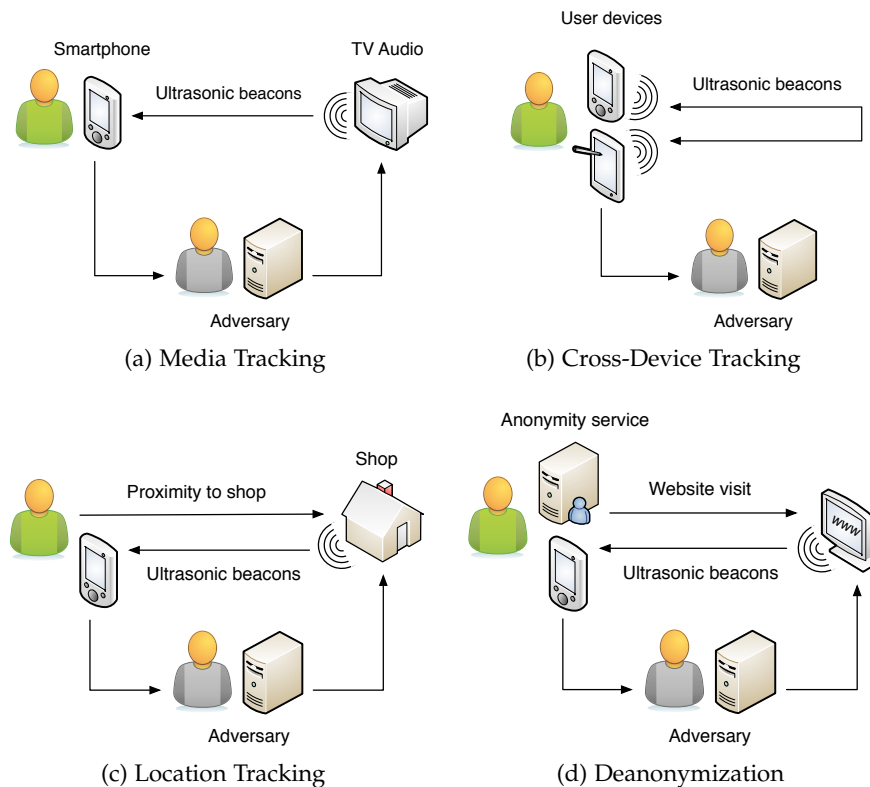 User devices
Smartphone
TV Audio
Ultrasonic beacons
Ultrasonic beacons
Adversary
Adversary
(a) Media Tracking
(b) Cross-Device Tracking
Anonymity service
Shop
Proximity to shop
Website visit
WWW
Ultrasonic beacons
Ultrasonic beacons
Adversary
Adversary
(c) Location Tracking
(d) Deanonymization